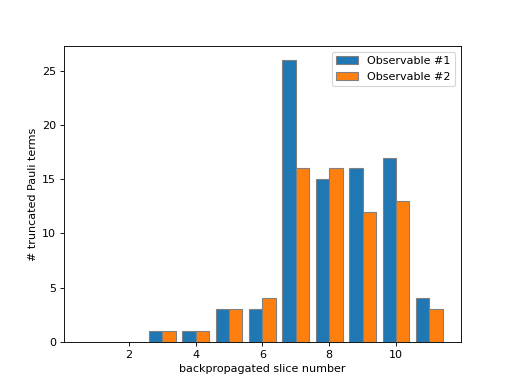 Observable #1
Observable #2
# truncated Pauli terms
25
20
15
10
5
0
2 4 6 8 10
backpropagated slice number